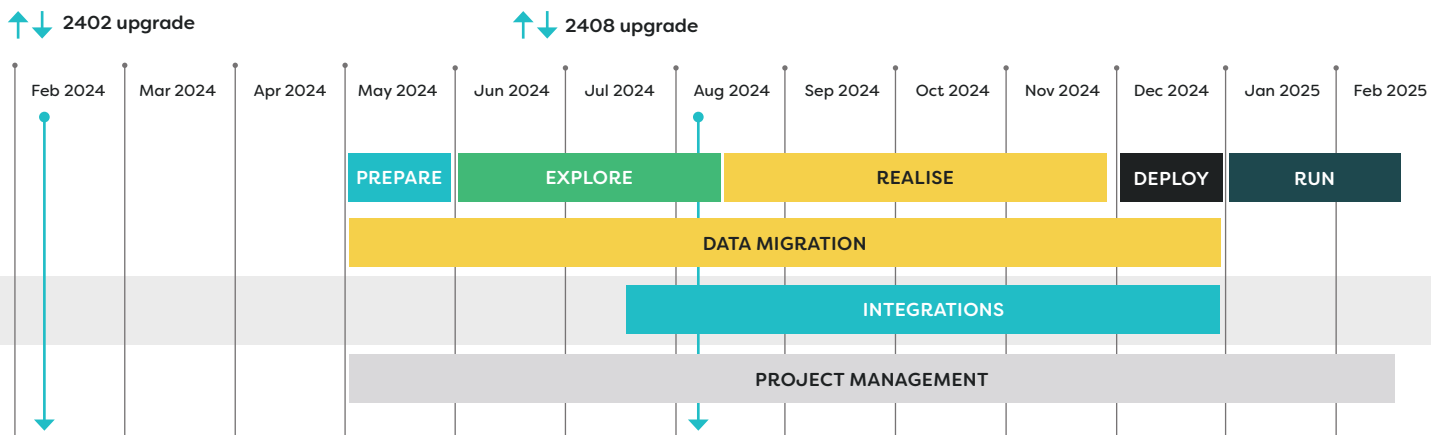 2402 upgrade
2408 upgrade
Feb 2024
Mar 2024
Apr 2024
May 2024
Jun 2024
Jul 2024
Aug 2024
Sep 2024
Oct 2024
Nov 2024
Dec 2024
Jan 2025
Feb 2025
PREPARE
EXPLORE
REALISE
DEPLOY
RUN
DATA MIGRATION
INTEGRATIONS
PROJECT MANAGEMENT